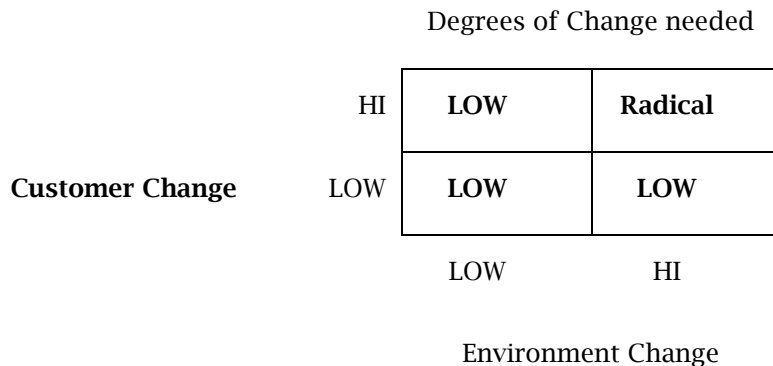 Degrees of Change needed
HI LOW Radical
Customer Change LOW LOW LOW
LOW HI
Environment Change